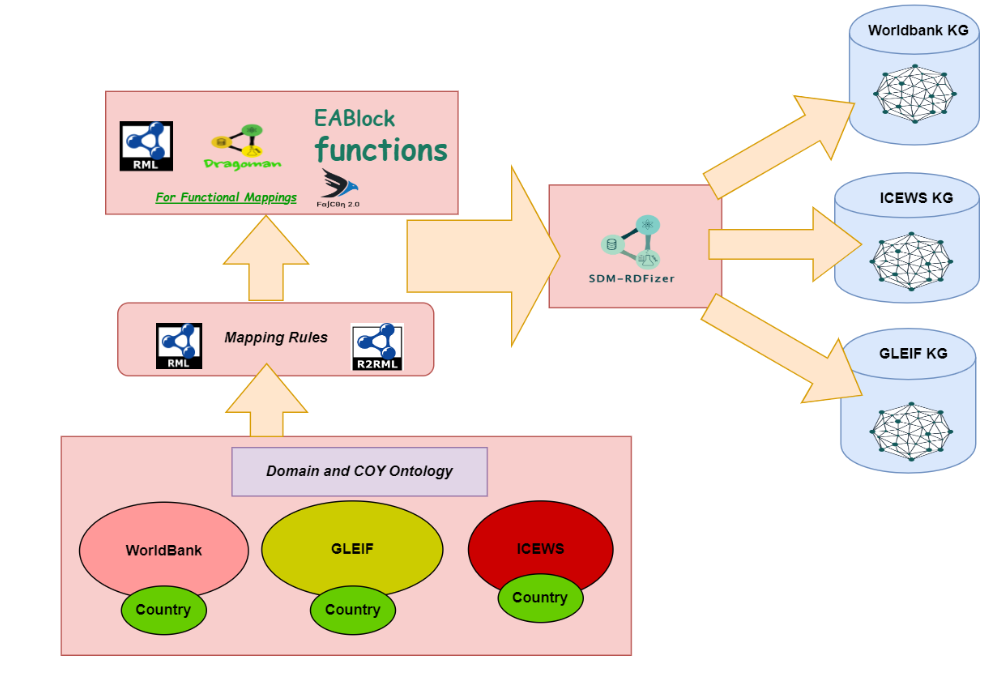 Worldbank KG
EABlock
functions
RML
Dragoman
For Functional Mappings
FnJCon 2.0
ICEWS KG
SDM-RDFizer
Mapping Rules
RML
R2RML
GLEIF KG
Domain and COY Ontology
WorldBank
GLEIF
ICEWS
Country
Country
Country